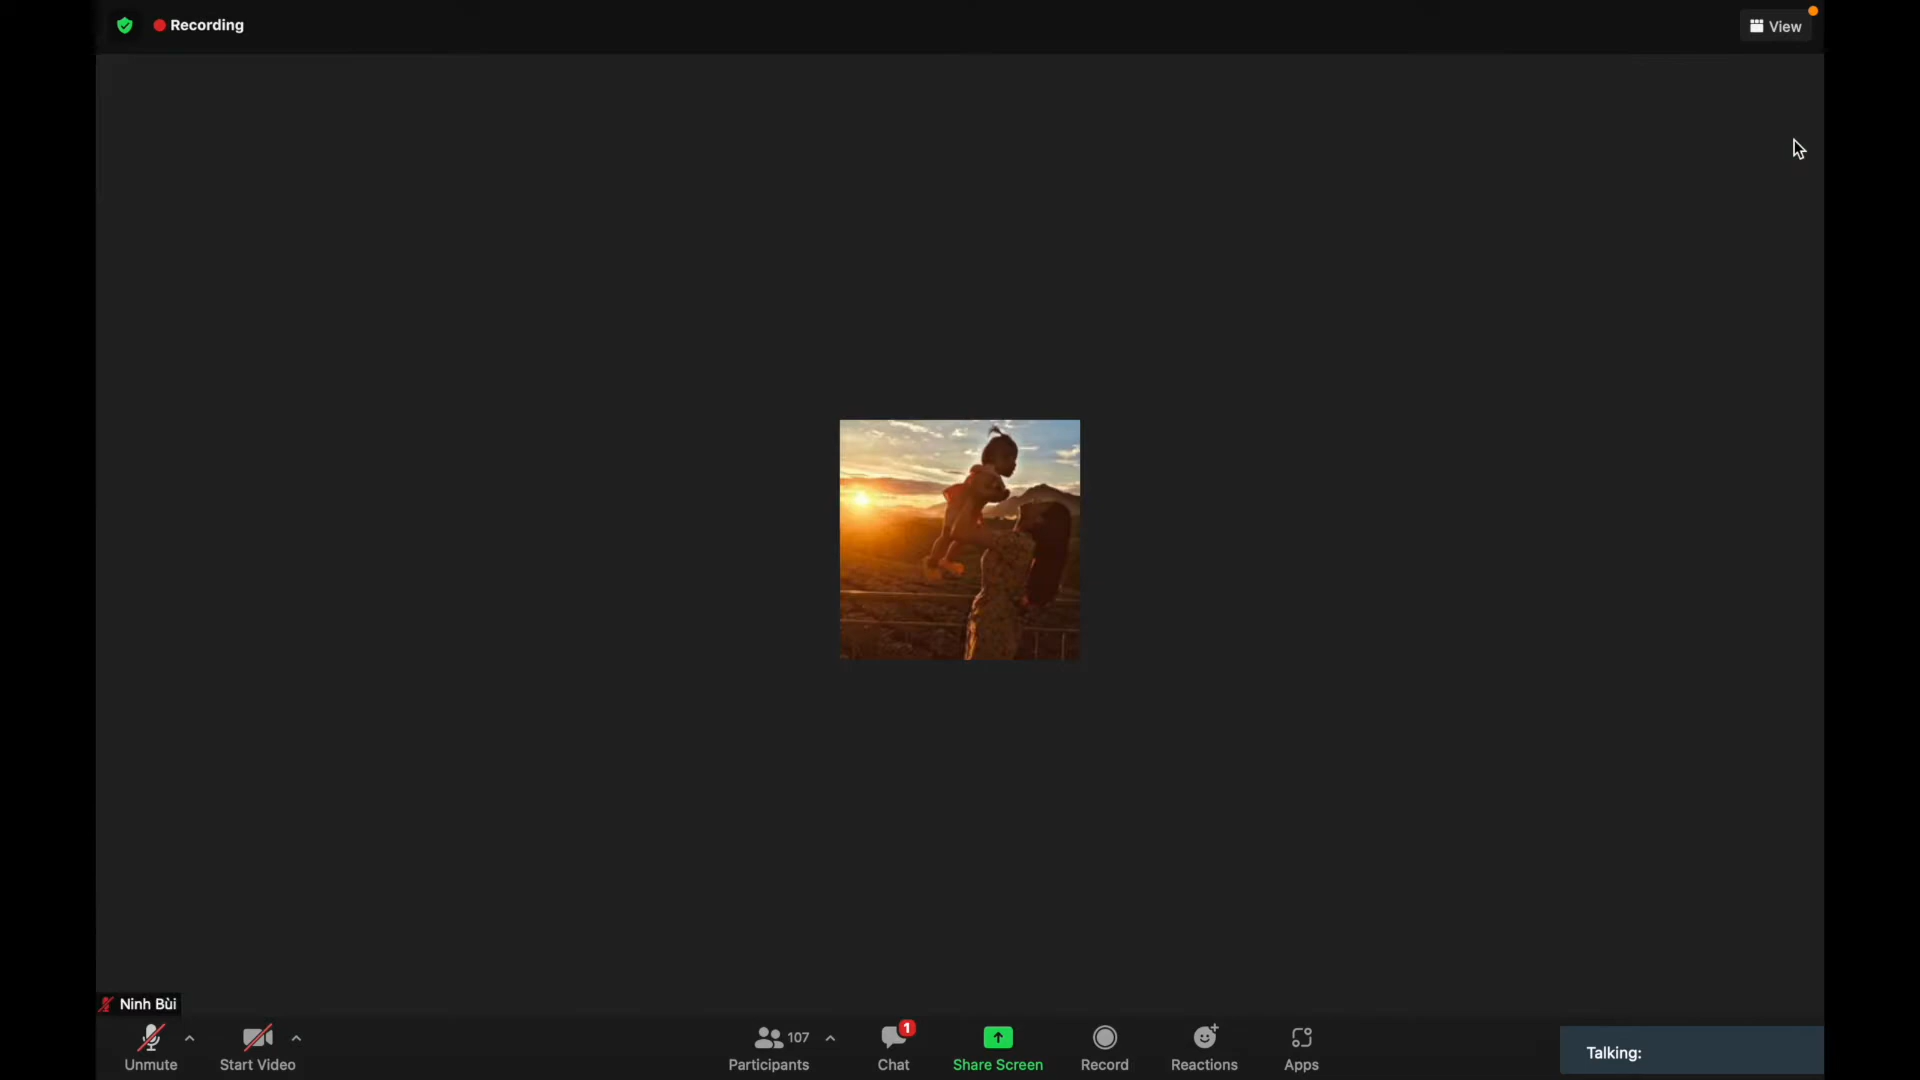 Recording
View
Ninh Bùi
Unmute
Start Video
107
Participants
1
Chat
Share Screen
Record
Reactions
Apps
Talking: